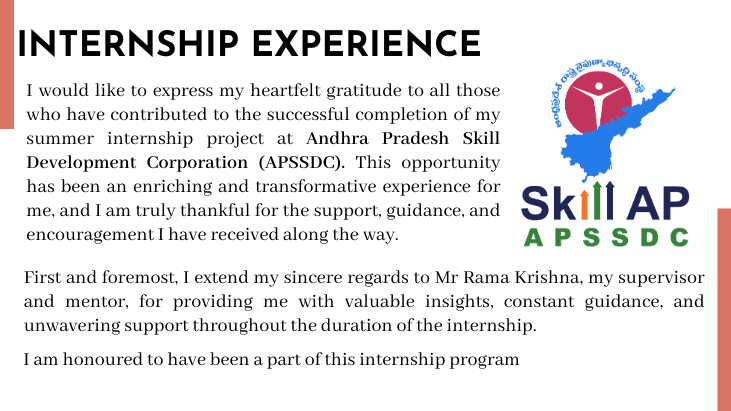 INTERNSHIP EXPERIENCE
I would like to express my heartfelt gratitude to all those
who have contributed to the successful completion of my
summer internship project at Andhra Pradesh Skill
Development Corporation (APSSDC). This opportunity
has been an enriching and transformative experience for
me, and I am truly thankful for the support, guidance, and
encouragement I have received along the way.
ఆంధ్రప్రదేశ్ రాష్ట్ర నైపుణ్యాభివృద్ధి సంస్థ
Skill AP
APSSDC
First and foremost, I extend my sincere regards to Mr Rama Krishna, my supervisor
and mentor, for providing me with valuable insights, constant guidance, and
unwavering support throughout the duration of the internship.
I am honoured to have been a part of this internship program